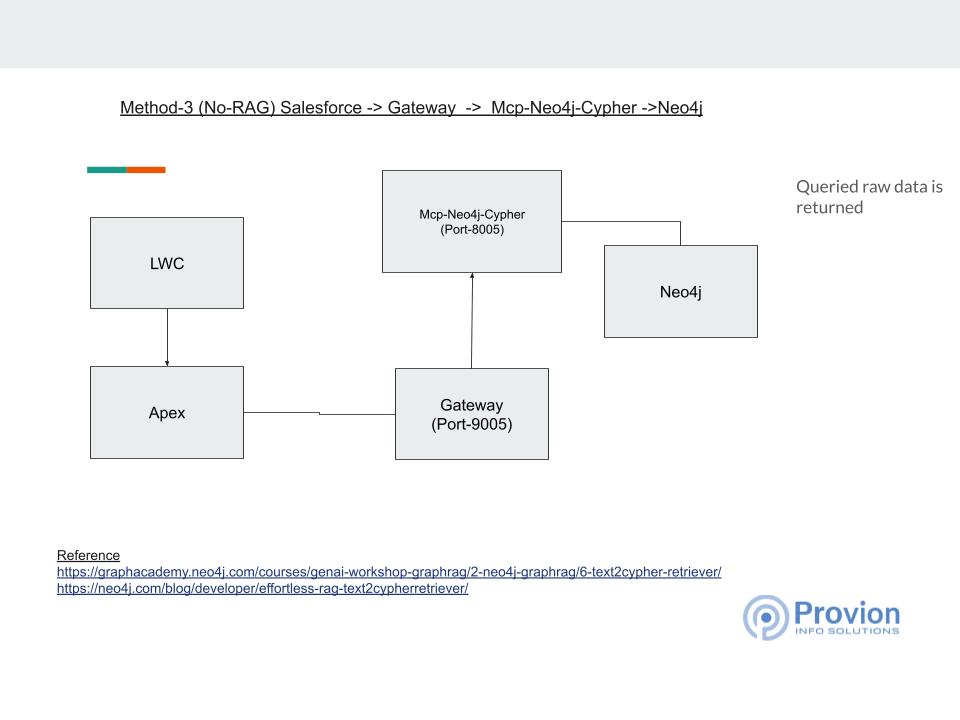 Method-3 (No-RAG) Salesforce -> Gateway -> Mcp-Neo4j-Cypher ->Neo4j
Queried raw data is
returned
Mcp-Neo4j-Cypher
(Port-8005)
LWC
Neo4j
Apex
Gateway
(Port-9005)
Reference
https://graphacademy.neo4j.com/courses/genai-workshop-graphrag/2-neo4j-graphrag/6-text2cypher-retriever/
https://neo4j.com/blog/developer/effortless-rag-text2cypherretriever/
Provion
INFO SOLUTIONS